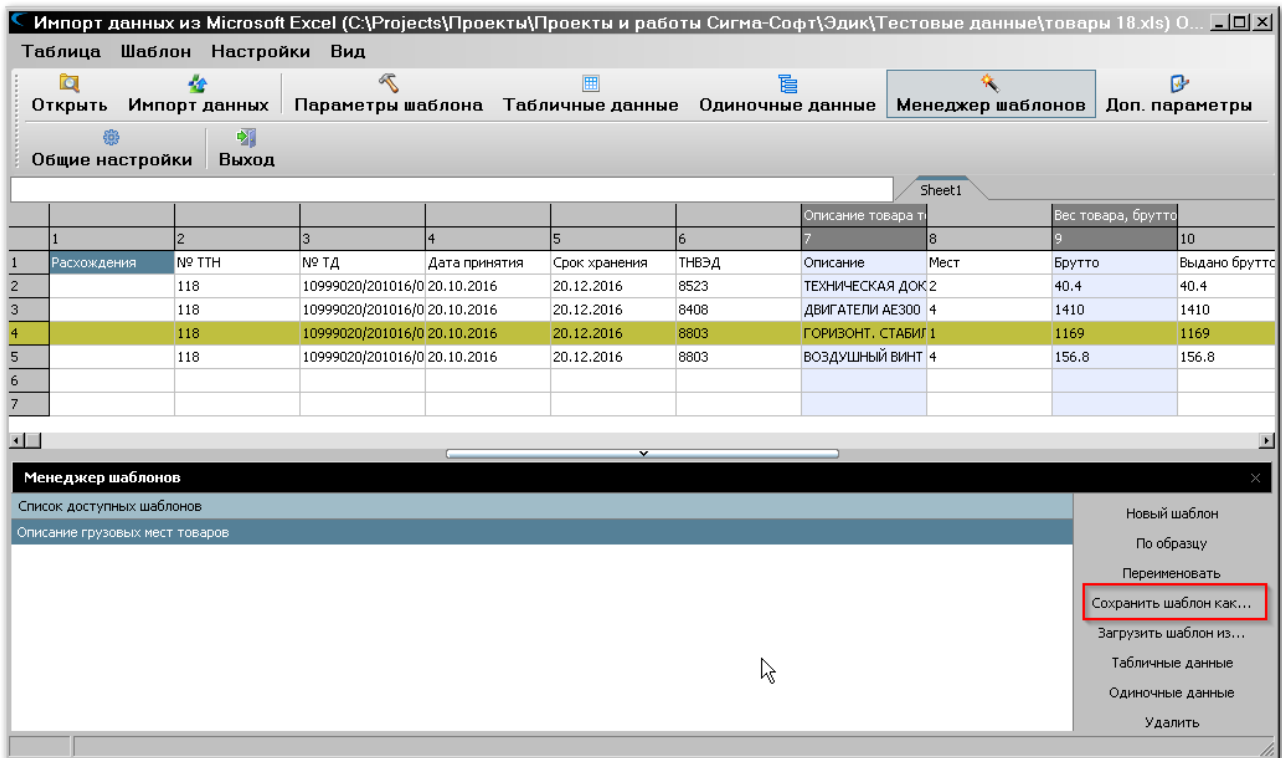 Импорт данных из Microsoft Excel (C:\Projects\Проекты\Проекты и работы Сигма-Софт\Эдик\Тестовые данные\товары 18.xls) О...
Таблица Шаблон Настройки Вид
Открыть Импорт данных Параметры шаблона Табличные данные Одиночные данные Менеджер шаблонов Доп. параметры
Общие настройки Выход
Sheet1
Описание товара т Вес товара, брутто
1 2 3 4 5 6 7 8 9 10
1 Расхождения № ТТН № ТД Дата принятия Срок хранения ТНВЭД Описание Мест Брутто Выдано брутто
2 118 10999020/201016/0 20.10.2016 20.12.2016 8523 ТЕХНИЧЕСКАЯ ДОК 2 40.4 40.4
3 118 10999020/201016/0 20.10.2016 20.12.2016 8408 ДВИГАТЕЛИ АЕ300 4 1410 1410
4 118 10999020/201016/0 20.10.2016 20.12.2016 8803 ГОРИЗОНТ. СТАБИЛ 1 1169 1169
5 118 10999020/201016/0 20.10.2016 20.12.2016 8803 ВОЗДУШНЫЙ ВИНТ 4 156.8 156.8
6
7
Менеджер шаблонов
Список доступных шаблонов
Описание грузовых мест товаров
Новый шаблон
По образцу
Переименовать
Сохранить шаблон как...
Загрузить шаблон из...
Табличные данные
Одиночные данные
Удалить